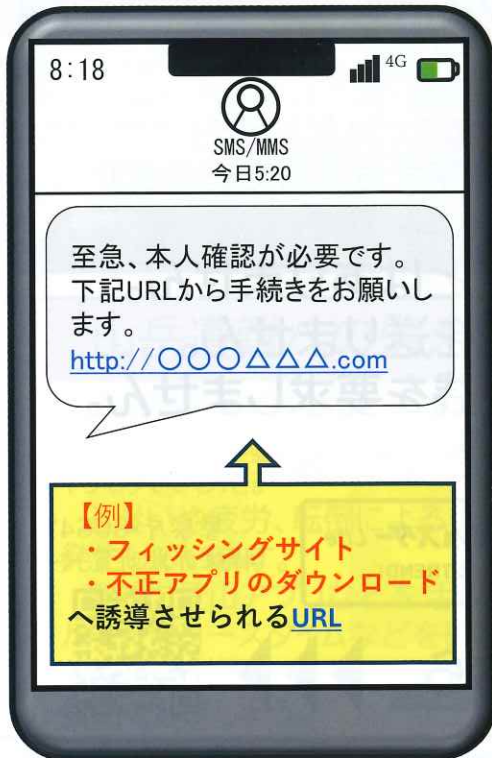 8:18
4G
SMS/MMS
今日5:20
至急、本人確認が必要です。
下記URLから手続きをお願いし
ます。
http://〇〇〇△△△.com
【例】
・フィッシングサイト
・不正アプリのダウンロード
へ誘導させられるURL